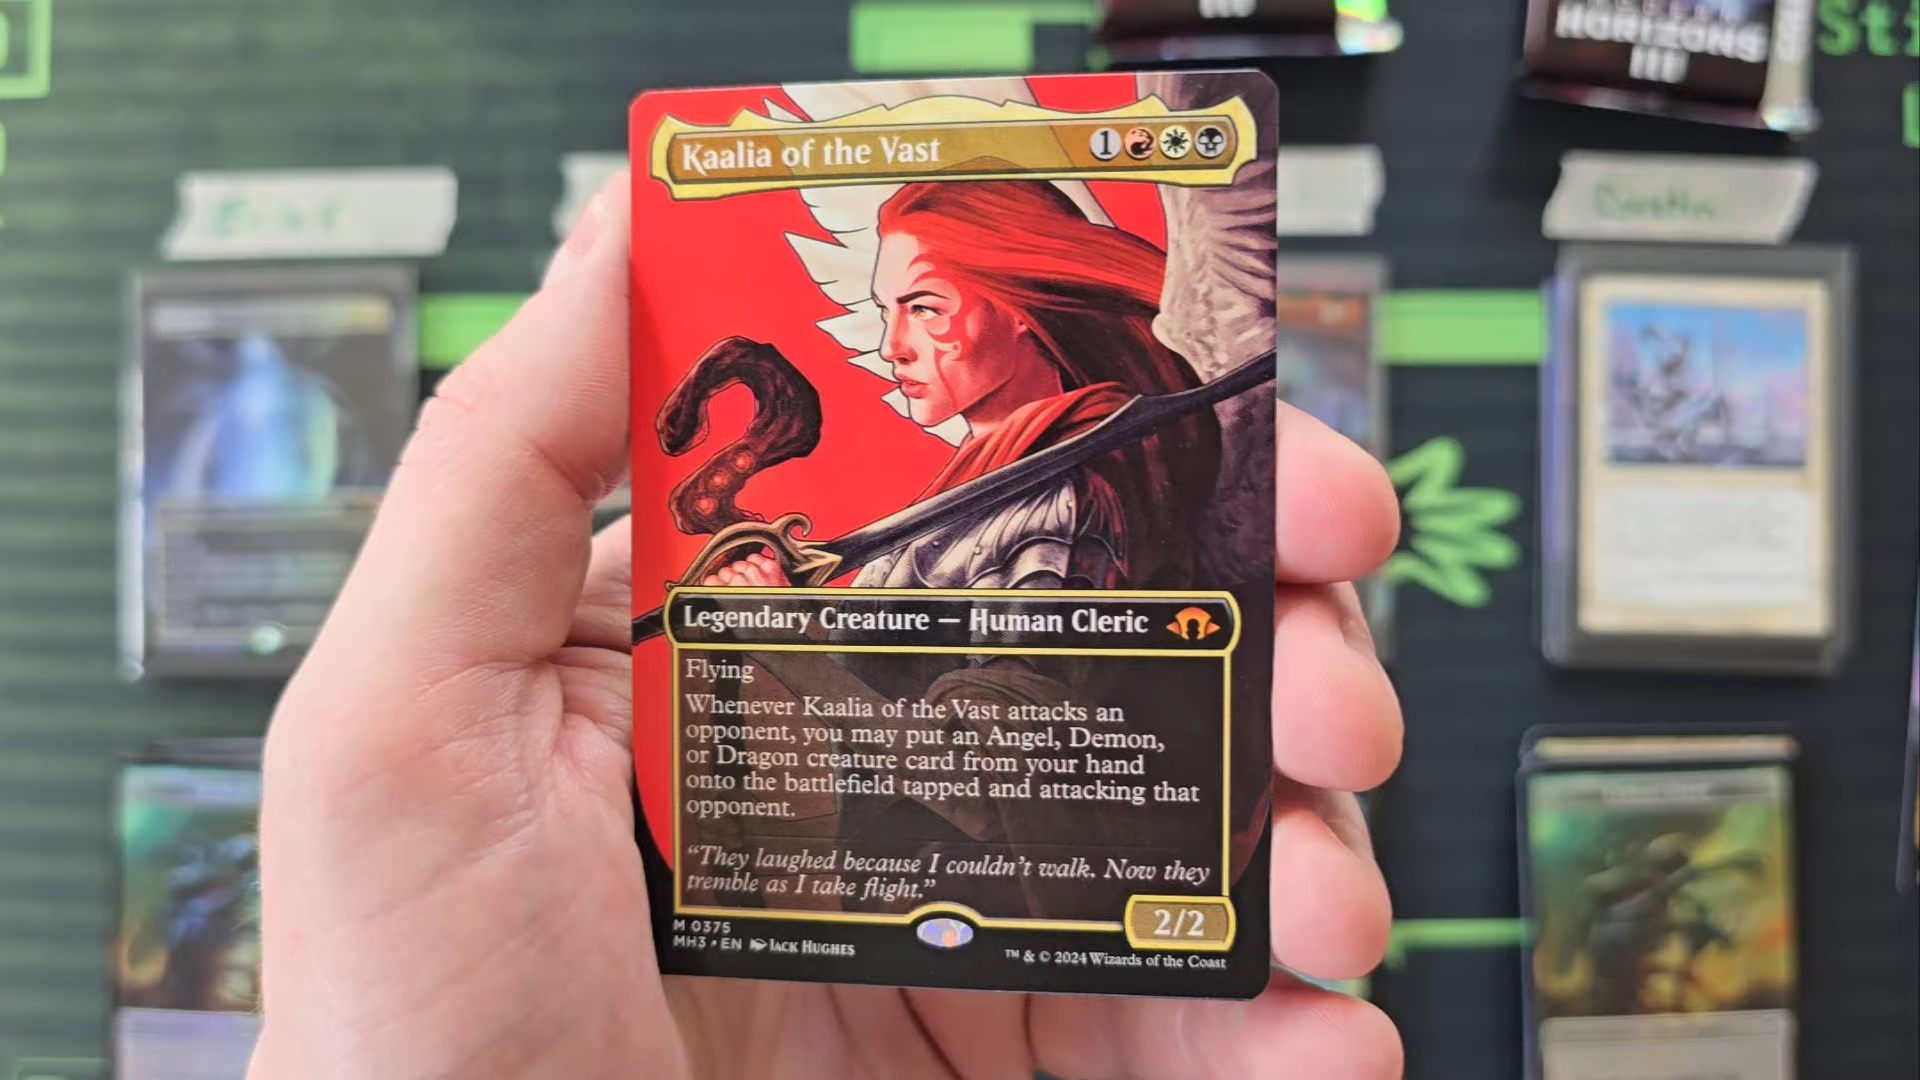 HORIZONS
III
Sti
Kaalia of the Vast
1
Legendary Creature — Human Cleric
Flying
Whenever Kaalia of the Vast attacks an
opponent, you may put an Angel, Demon,
or Dragon creature card from your hand
onto the battlefield tapped and attacking that
opponent.
“They laughed because I couldn’t walk. Now they
tremble as I take flight.”
2/2
M 0375
MH3 • EN JACK HUGHES
™ & © 2024 Wizards of the Coast